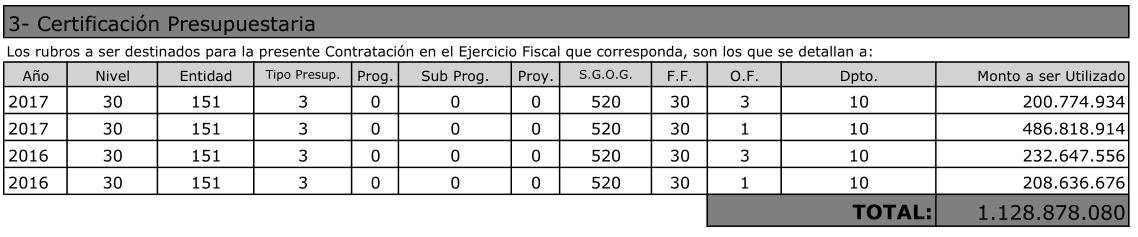 3- Certificación Presupuestaria
Los rubros a ser destinados para la presente Contratación en el Ejercicio Fiscal que corresponda, son los que se detallan a:
Año Nivel Entidad Tipo Presup. Prog. Sub Prog. Proy. S.G.O.G. F.F. O.F. Dpto. Monto a ser Utilizado
2017 30 151 3 0 0 0 520 30 3 10 200.774.934
2017 30 151 3 0 0 0 520 30 1 10 486.818.914
2016 30 151 3 0 0 0 520 30 3 10 232.647.556
2016 30 151 3 0 0 0 520 30 1 10 208.636.676
TOTAL: 1.128.878.080